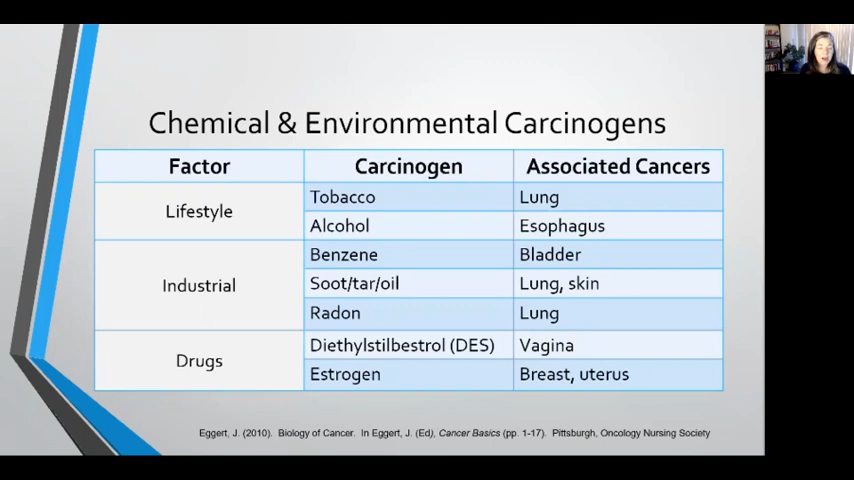 Chemical & Environmental Carcinogens
Factor Carcinogen Associated Cancers
Lifestyle
Tobacco Lung
Alcohol Esophagus
Industrial
Benzene Bladder
Soot/tar/oil Lung, skin
Radon Lung
Drugs
Diethylstilbestrol (DES) Vagina
Estrogen Breast, uterus
Eggert, J. (2010). Biology of Cancer. In Eggert, J. (Ed), Cancer Basics (pp. 1-17). Pittsburgh, Oncology Nursing Society